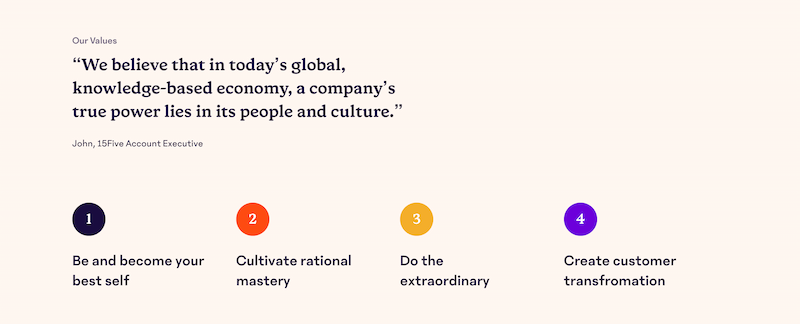 Our Values
“We believe that in today’s global,
knowledge-based economy, a company’s
true power lies in its people and culture.”
John, 15Five Account Executive
1
Be and become your
best self
2
Cultivate rational
mastery
3
Do the
extraordinary
4
Create customer
transfromation